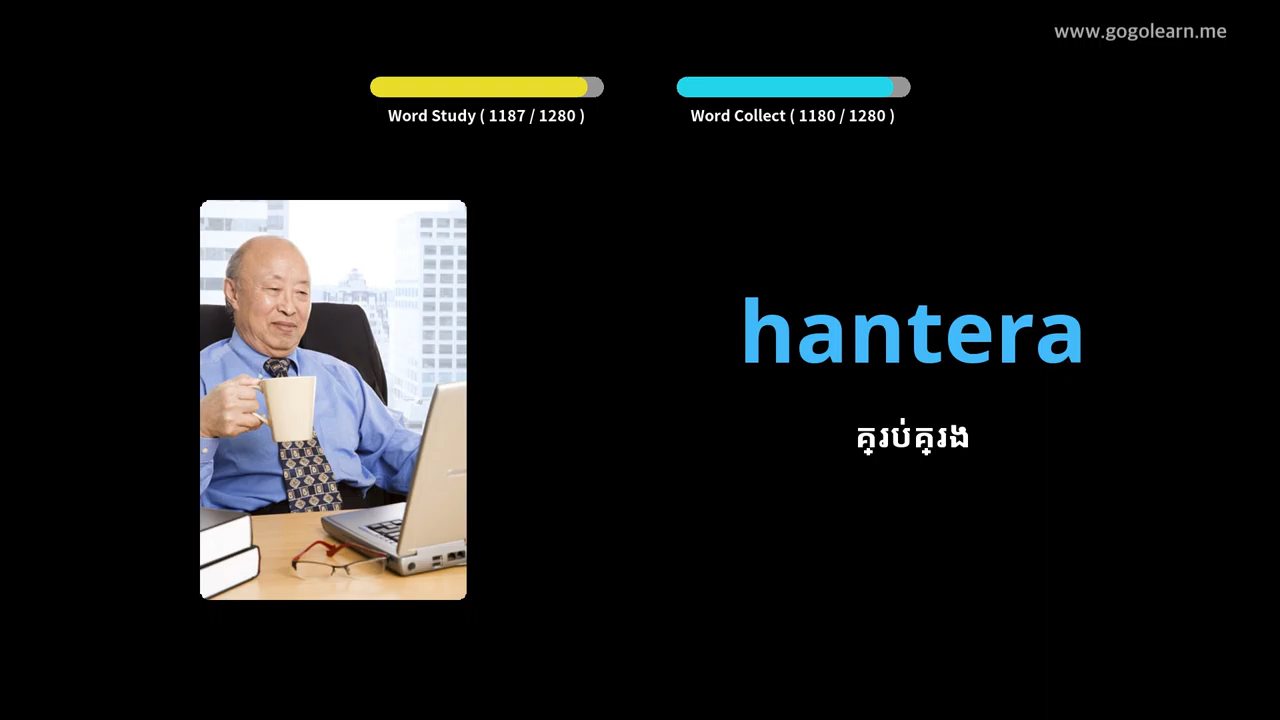 www.gogolearn.me
Word Study ( 1187 / 1280 )
Word Collect ( 1180 / 1280 )
hantera
គ្រប់គ្រង